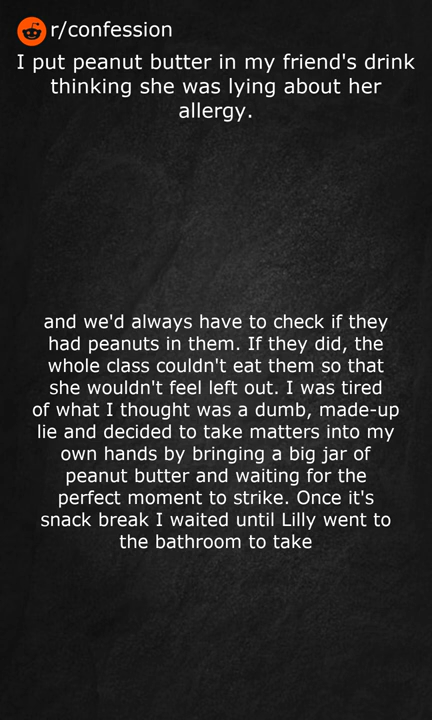 r/confession
I put peanut butter in my friend's drink
thinking she was lying about her
allergy.
and we'd always have to check if they
had peanuts in them. If they did, the
whole class couldn't eat them so that
she wouldn't feel left out. I was tired
of what I thought was a dumb, made-up
lie and decided to take matters into my
own hands by bringing a big jar of
peanut butter and waiting for the
perfect moment to strike. Once it's
snack break I waited until Lilly went to
the bathroom to take